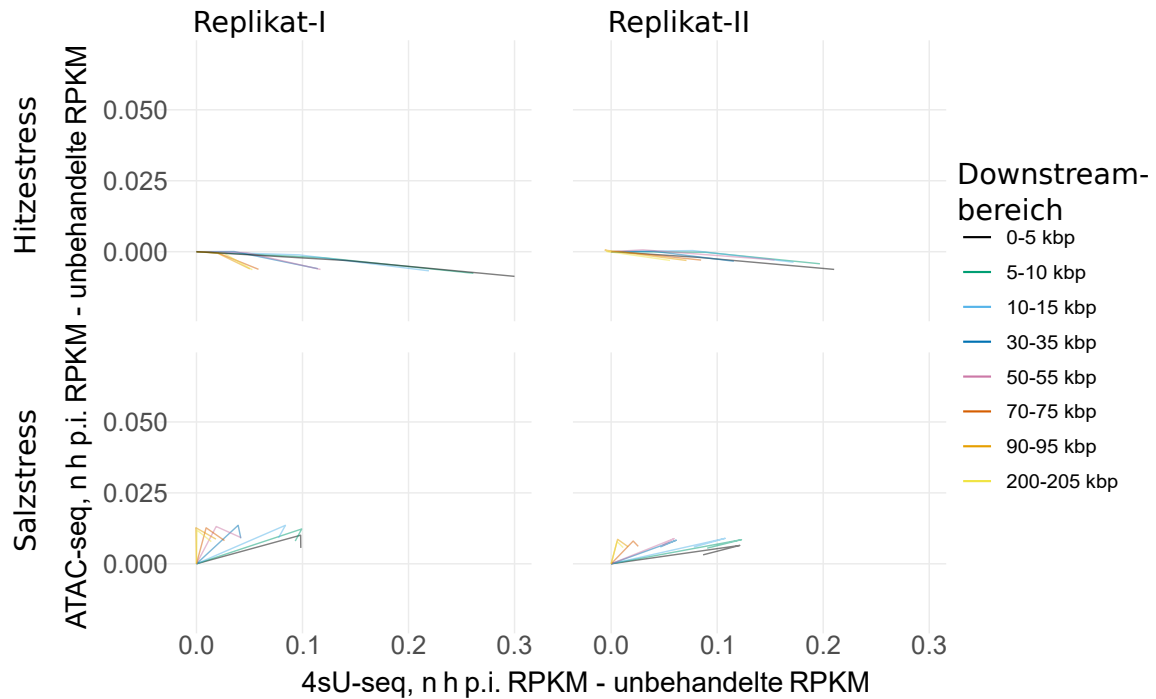 Replikat-I
Replikat-II
Hitzestress
Salzstress
ATAC-seq, n h p.i. RPKM - unbehandelte RPKM
0.050
0.025
0.000
0.050
0.025
0.000
0.0 0.1 0.2 0.3
0.0 0.1 0.2 0.3
4sU-seq, n h p.i. RPKM - unbehandelte RPKM
Downstream-
bereich
0-5 kbp
5-10 kbp
10-15 kbp
30-35 kbp
50-55 kbp
70-75 kbp
90-95 kbp
200-205 kbp